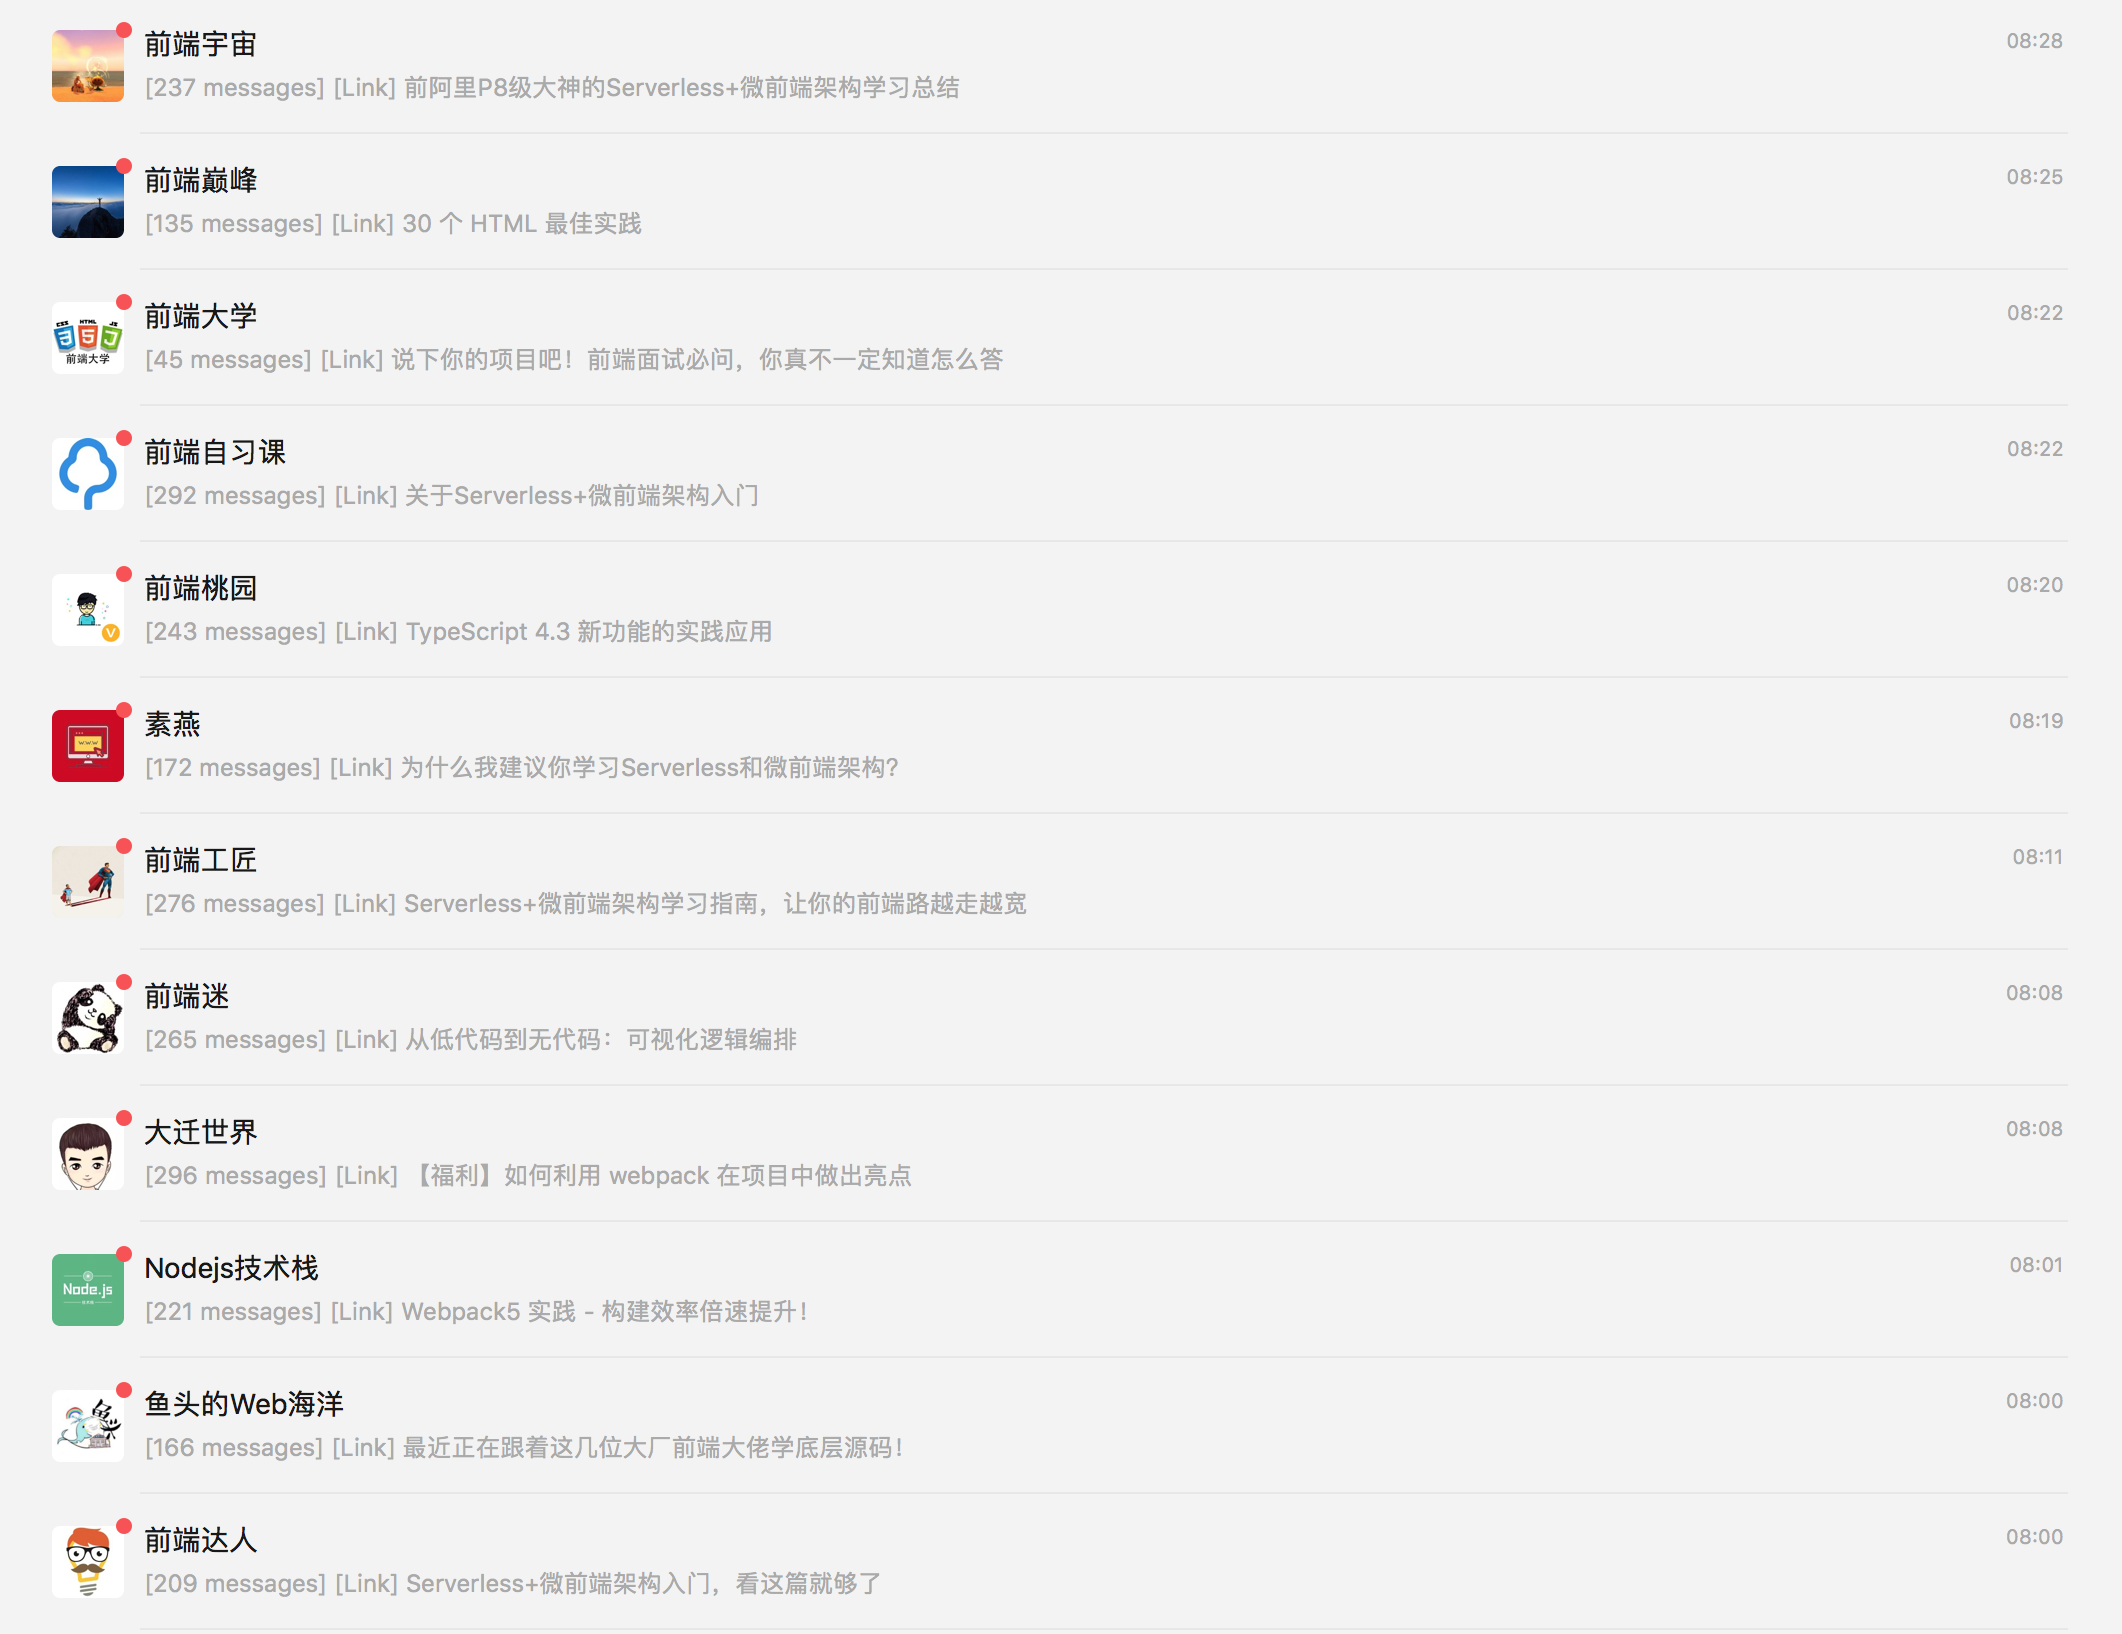 前端宇宙
08:28
[237 messages] [Link] 前阿里P8级大神的Serverless+微前端架构学习总结
前端巅峰
08:25
[135 messages] [Link] 30 个 HTML 最佳实践
CSS HTML JS
3 5 J
前端大学
前端大学
08:22
[45 messages] [Link] 说下你的项目吧！前端面试必问，你真不一定知道怎么答
前端自习课
08:22
[292 messages] [Link] 关于Serverless+微前端架构入门
V
前端桃园
08:20
[243 messages] [Link] TypeScript 4.3 新功能的实践应用
WWW
素燕
08:19
[172 messages] [Link] 为什么我建议你学习Serverless和微前端架构?
前端工匠
08:11
[276 messages] [Link] Serverless+微前端架构学习指南，让你的前端路越走越宽
前端迷
08:08
[265 messages] [Link] 从低代码到无代码：可视化逻辑编排
大迁世界
08:08
[296 messages] [Link] 【福利】如何利用 webpack 在项目中做出亮点
Node.js
Nodejs技术栈
08:01
[221 messages] [Link] Webpack5 实践 - 构建效率倍速提升！
鱼头
鱼头的Web海洋
08:00
[166 messages] [Link] 最近正在跟着这几位大厂前端大佬学底层源码！
前端达人
08:00
[209 messages] [Link] Serverless+微前端架构入门，看这篇就够了